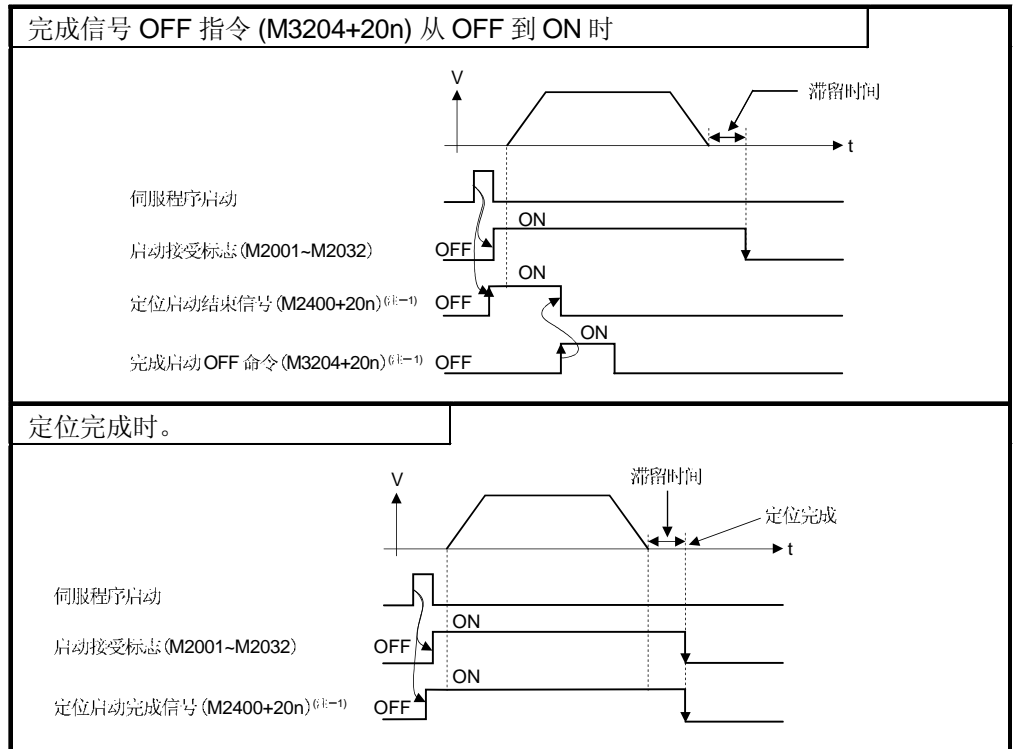 完成信号 OFF 指令 (M3204+20n) 从 OFF 到 ON 时
V
滞留时间
t
伺服程序启动
ON
启动接受标志(M2001~M2032)
OFF
ON
定位启动结束信号(M2400+20n)(注-1)
OFF
ON
完成启动OFF 命令(M3204+20n)(注-1)
OFF
定位完成时。
V
滞留时间
定位完成
t
伺服程序启动
ON
启动接受标志(M2001~M2032)
OFF
ON
定位启动完成信号(M2400+20n)(注-1)
OFF